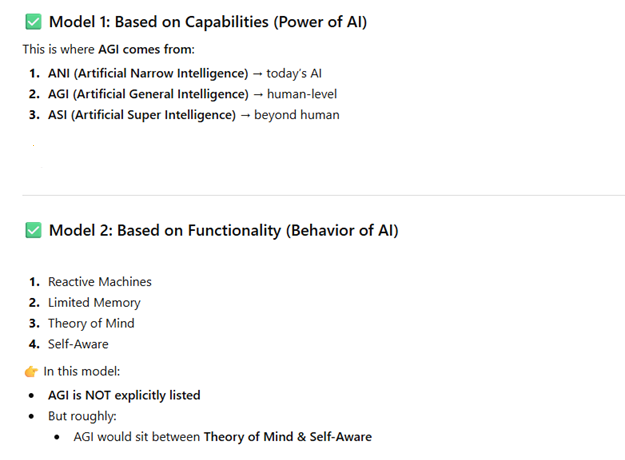 ✅ Model 1: Based on Capabilities (Power of AI)
This is where AGI comes from:
1. ANI (Artificial Narrow Intelligence) → today's AI
2. AGI (Artificial General Intelligence) → human-level
3. ASI (Artificial Super Intelligence) → beyond human
✅ Model 2: Based on Functionality (Behavior of AI)
1. Reactive Machines
2. Limited Memory
3. Theory of Mind
4. Self-Aware
👉 In this model:
• AGI is NOT explicitly listed
• But roughly:
• AGI would sit between Theory of Mind & Self-Aware